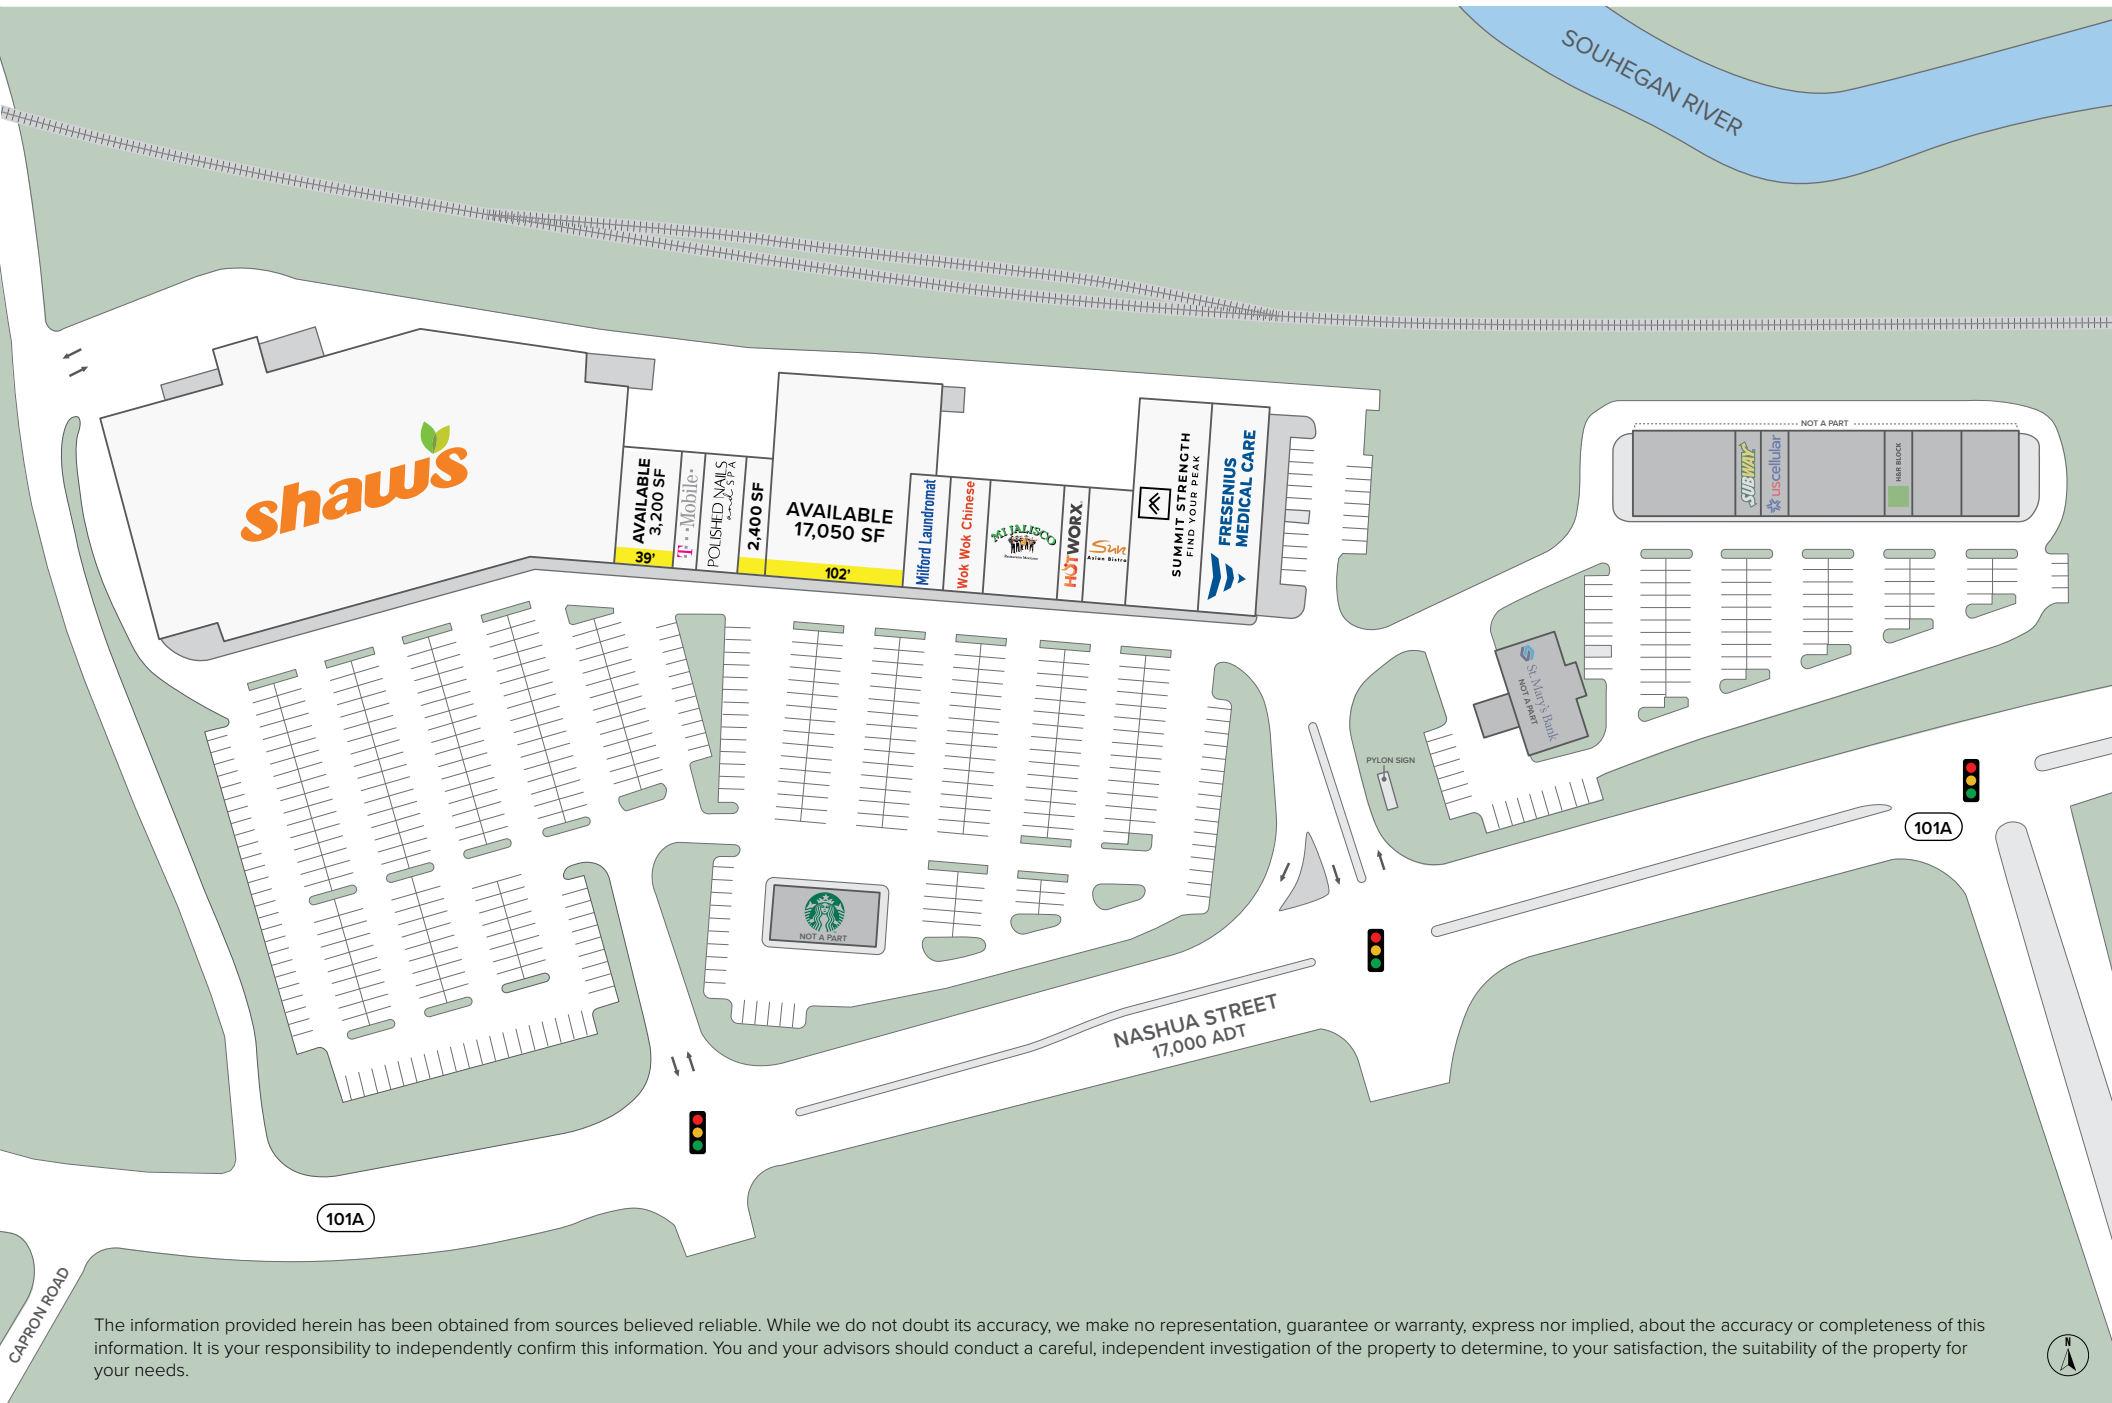 SOUHEGAN RIVER
shaw's
AVAILABLE
3,200 SF
39'
T··Mobile·
POLISHED NAILS
and SPA
2,400 SF
AVAILABLE
17,050 SF
102'
Milford Laundromat
Wok Wok Chinese
MI JALISCO
HOTWORX
Sun
Asian Bistro
SUMMIT STRENGTH
FIND YOUR PEAK
FRESENIUS
MEDICAL CARE
NOT A PART
SUBWAY
uscellular
H&R BLOCK
St. Mary's Bank
NOT A PART
PYLON SIGN
NOT A PART
101A
NASHUA STREET
17,000 ADT
101A
CAPRON ROAD
The information provided herein has been obtained from sources believed reliable. While we do not doubt its accuracy, we make no representation, guarantee or warranty, express nor implied, about the accuracy or completeness of this
information. It is your responsibility to independently confirm this information. You and your advisors should conduct a careful, independent investigation of the property to determine, to your satisfaction, the suitability of the property for
your needs.
N